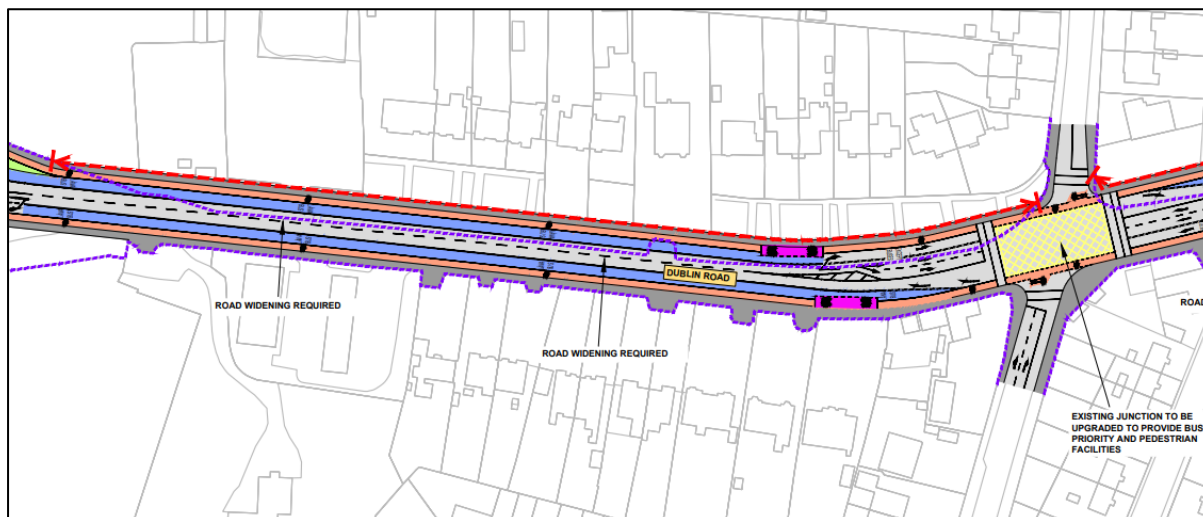 DUBLIN ROAD
ROAD WIDENING REQUIRED
ROAD
ROAD WIDENING REQUIRED
EXISTING JUNCTION TO BE
UPGRADED TO PROVIDE BUS
PRIORITY AND PEDESTRIAN
FACILITIES